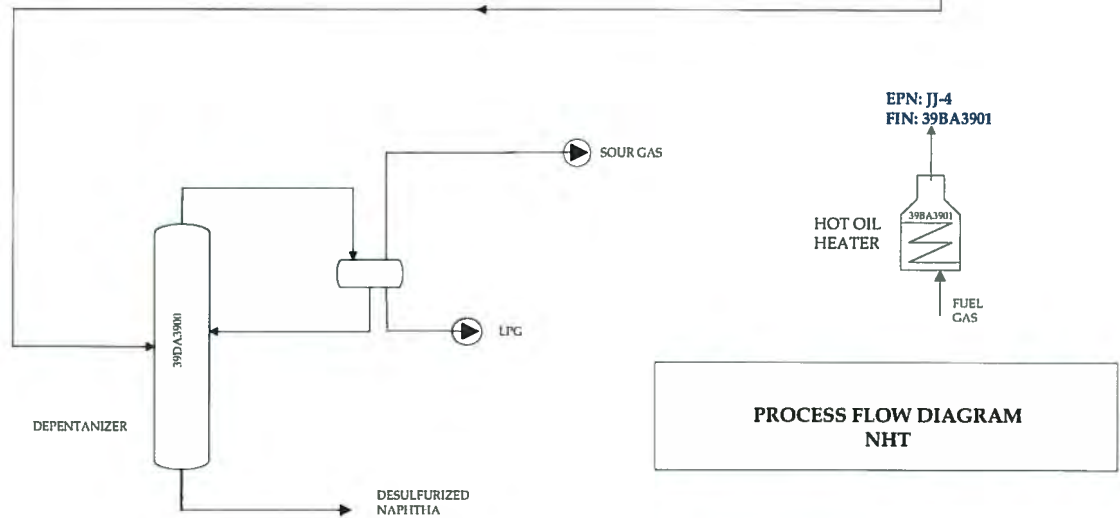 EPN: JJ-4
FIN: 39BA3901
SOUR GAS
39BA3901
HOT OIL
HEATER
FUEL
GAS
LPG
39DA3900
DEPENTANIZER
DESULFURIZED
NAPHTHA
PROCESS FLOW DIAGRAM
NHT